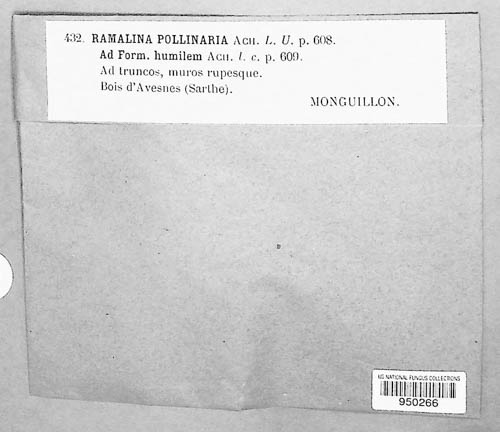 432. RAMALINA POLLINARIA Ach. L. U. p. 608.
Ad Form. humilem Ach. l. c. p. 609.
Ad truncos, muros rupesque.
Bois d'Avesnes (Sarthe).
MONGUILLON.
US NATIONAL FUNGUS COLLECTIONS
950266